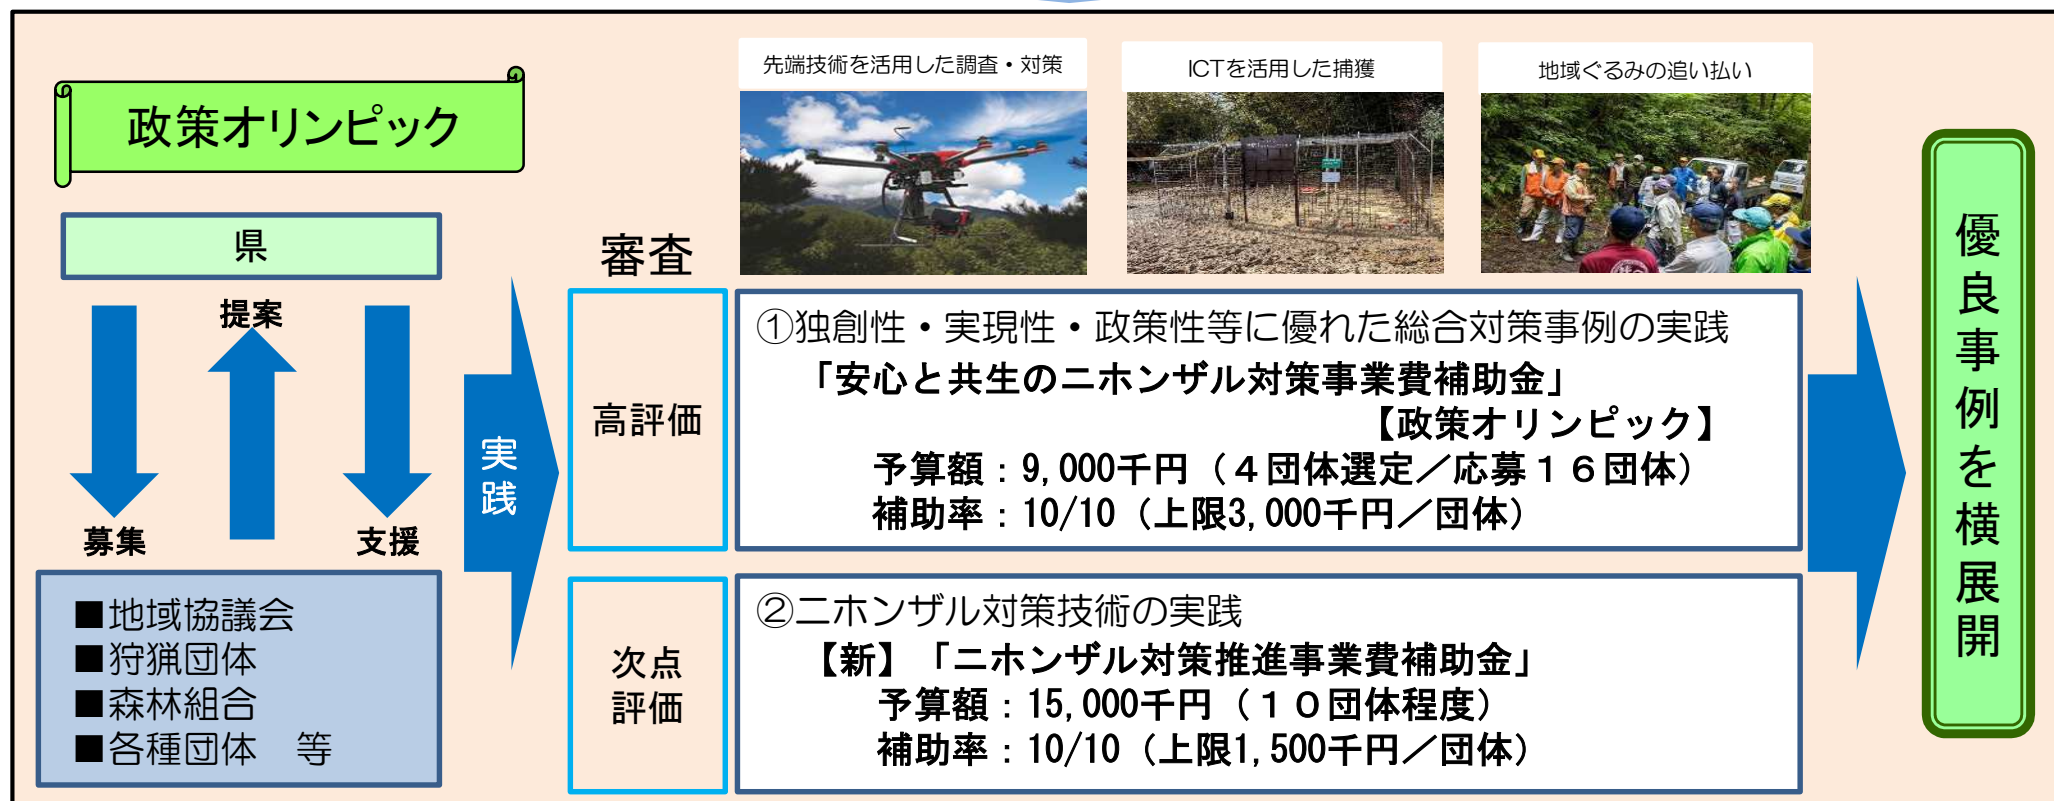 政策オリンピック
県
提案
募集
支援
■地域協議会
■狩猟団体
■森林組合
■各種団体　等
実践
審査
先端技術を活用した調査・対策
ICTを活用した捕獲
地域ぐるみの追い払い
高評価
①独創性・実現性・政策性等に優れた総合対策事例の実践
「安心と共生のニホンザル対策事業費補助金」
【政策オリンピック】
予算額：9,000千円（４団体選定／応募１６団体）
補助率：10/10（上限3,000千円／団体）
次点
評価
②ニホンザル対策技術の実践
【新】「ニホンザル対策推進事業費補助金」
予算額：15,000千円（１０団体程度）
補助率：10/10（上限1,500千円／団体）
優良事例を横展開